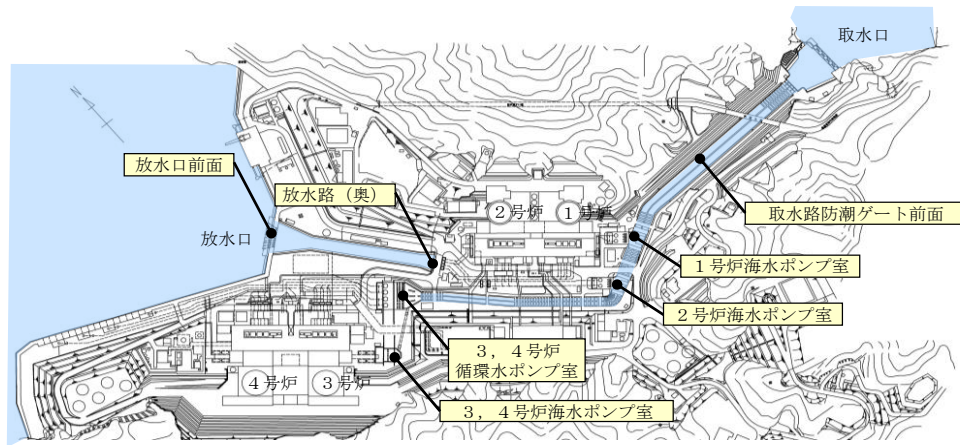 取水口
放水口前面
放水路（奥）
２号炉
１号炉
取水路防潮ゲート前面
放水口
１号炉海水ポンプ室
２号炉海水ポンプ室
３，４号炉
循環水ポンプ室
４号炉
３号炉
３，４号炉海水ポンプ室
N